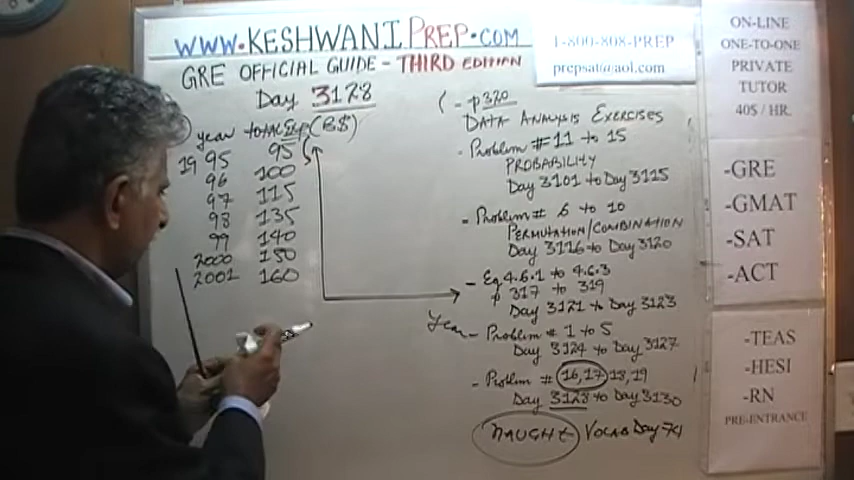 WWW.KESHWANIPREP.COM
GRE OFFICIAL GUIDE - THIRD EDITION
Day 3128
year total Exp (B$)
1995 95
96 100
97 115
98 135
99 140
2000 150
2001 160
Year
1-800-808-PREP
prepsat@aol.com
( - p320
DATA ANALYSIS EXERCISES
- Problem #11 to 15
PROBABILITY
Day 3101 to Day 3115
- Problem # 6 to 10
PERMUTATION/COMBINATION
Day 3116 to Day 3120
- Eg 4.6.1 to 4.6.3
p 317 to 319
Day 3121 to Day 3123
- Problem # 1 to 5
Day 3124 to Day 3127
- Problem # 16, 17, 18, 19
Day 3128 to Day 3130
NAUGHT VOCAB Day 741
ON-LINE
ONE-TO-ONE
PRIVATE
TUTOR
40$ / HR.
-GRE
-GMAT
-SAT
-ACT
-TEAS
-HESI
-RN
PRE-ENTRANCE